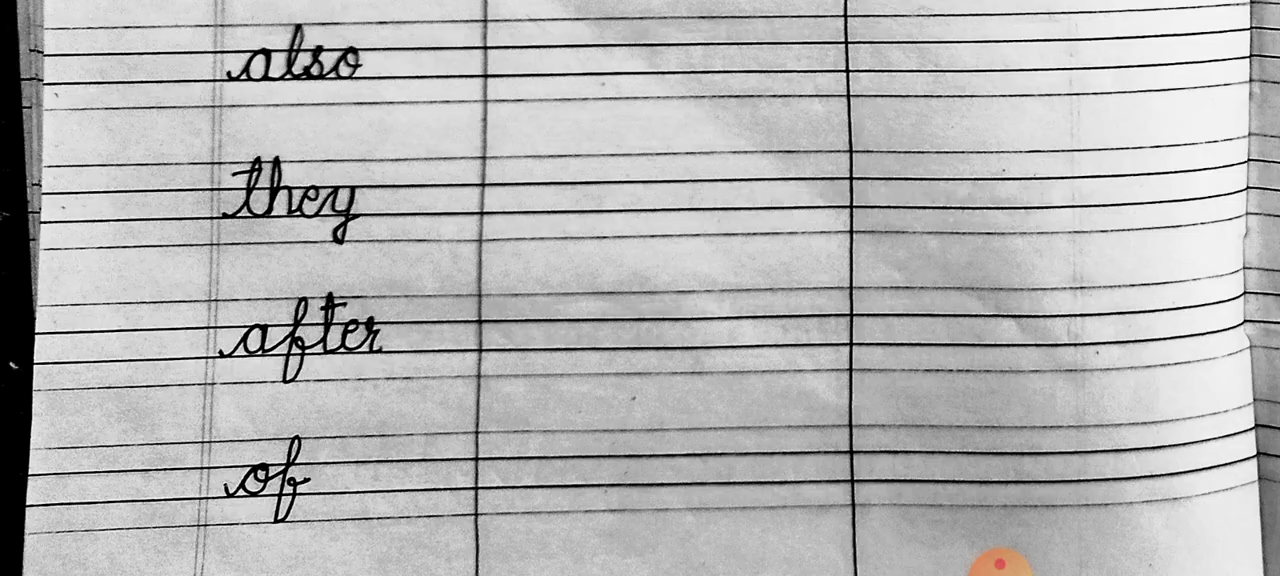 also
they
after
of